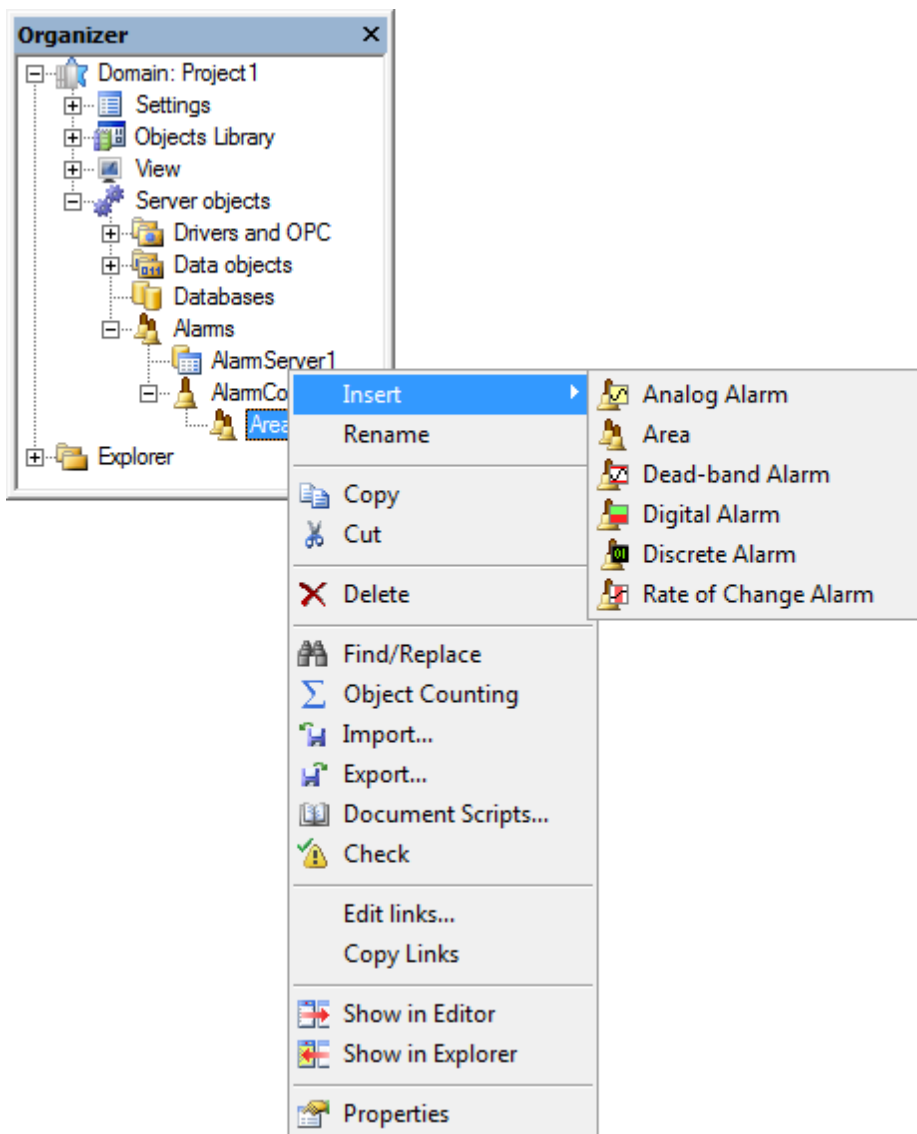 Organizer
Domain: Project1
Settings
Objects Library
View
Server objects
Drivers and OPC
Data objects
Databases
Alarms
AlarmServer1
Explorer
Insert
Rename
Copy
Cut
Delete
Find/Replace
Object Counting
Import...
Export...
Document Scripts...
Check
Edit links...
Copy Links
Show in Editor
Show in Explorer
Properties
Analog Alarm
Area
Dead-band Alarm
Digital Alarm
Discrete Alarm
Rate of Change Alarm